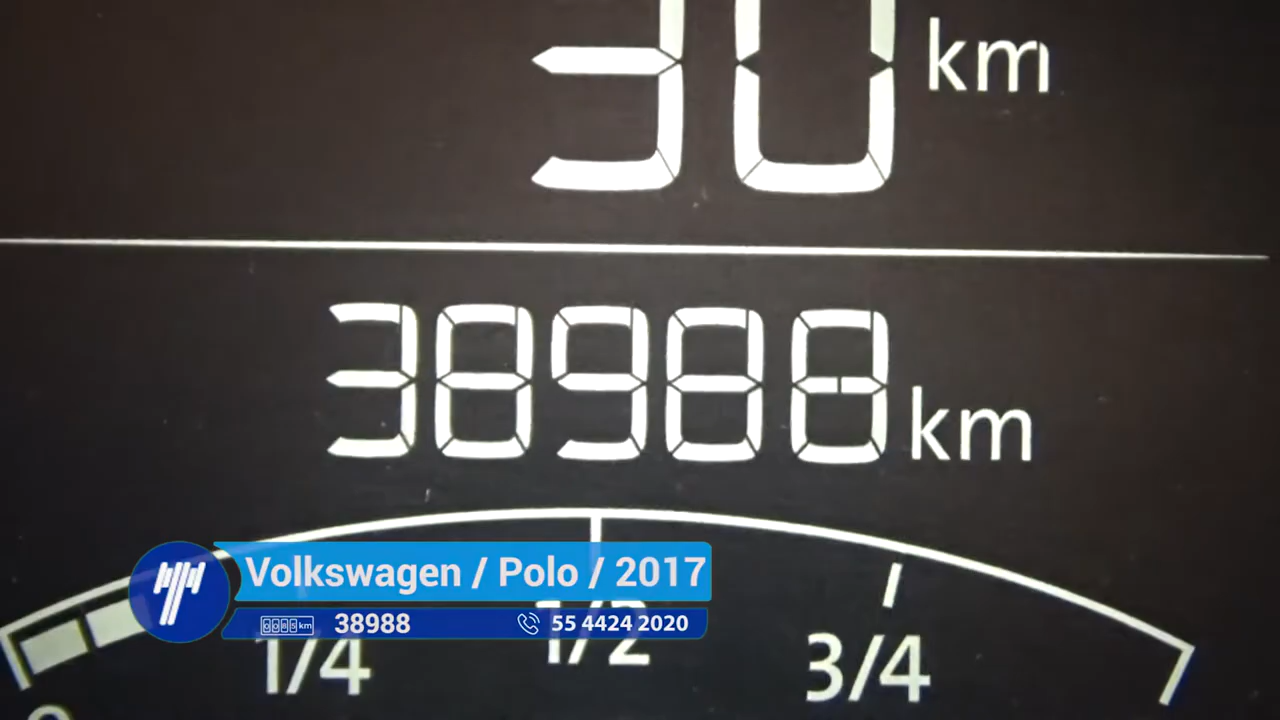 30 km
38988 km
Volkswagen / Polo / 2017
38988
55 4424 2020
1/4
1/2
3/4